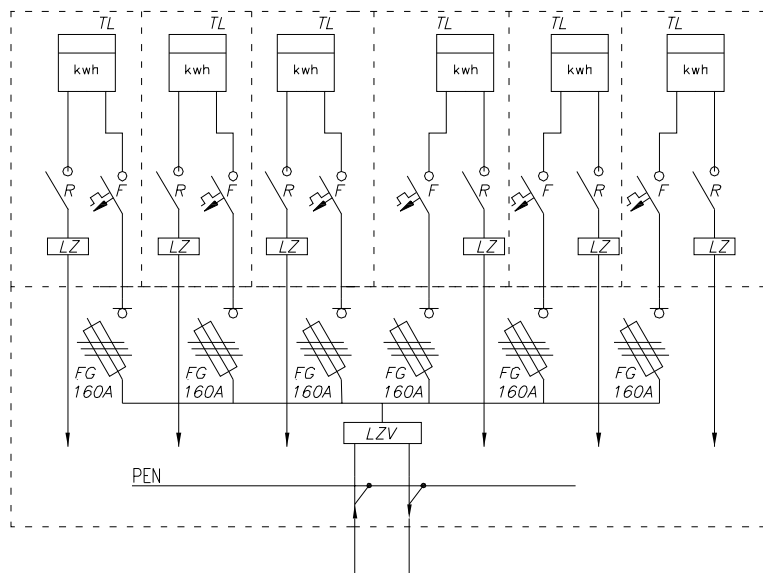 TL TL TL TL TL TL
kwh kwh kwh kwh kwh kwh
R F R F R F F R F R F R
LZ LZ LZ LZ LZ LZ
FG FG FG FG FG FG
160A 160A 160A 160A 160A 160A
LZV
PEN